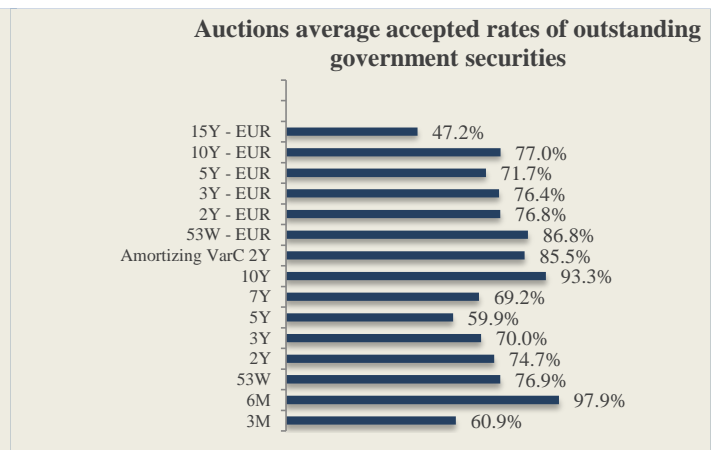 Auctions average accepted rates of outstanding
government securities
15Y - EUR 47.2%
10Y - EUR 77.0%
5Y - EUR 71.7%
3Y - EUR 76.4%
2Y - EUR 76.8%
53W - EUR 86.8%
Amortizing VarC 2Y 85.5%
10Y 93.3%
7Y 69.2%
5Y 59.9%
3Y 70.0%
2Y 74.7%
53W 76.9%
6M 97.9%
3M 60.9%